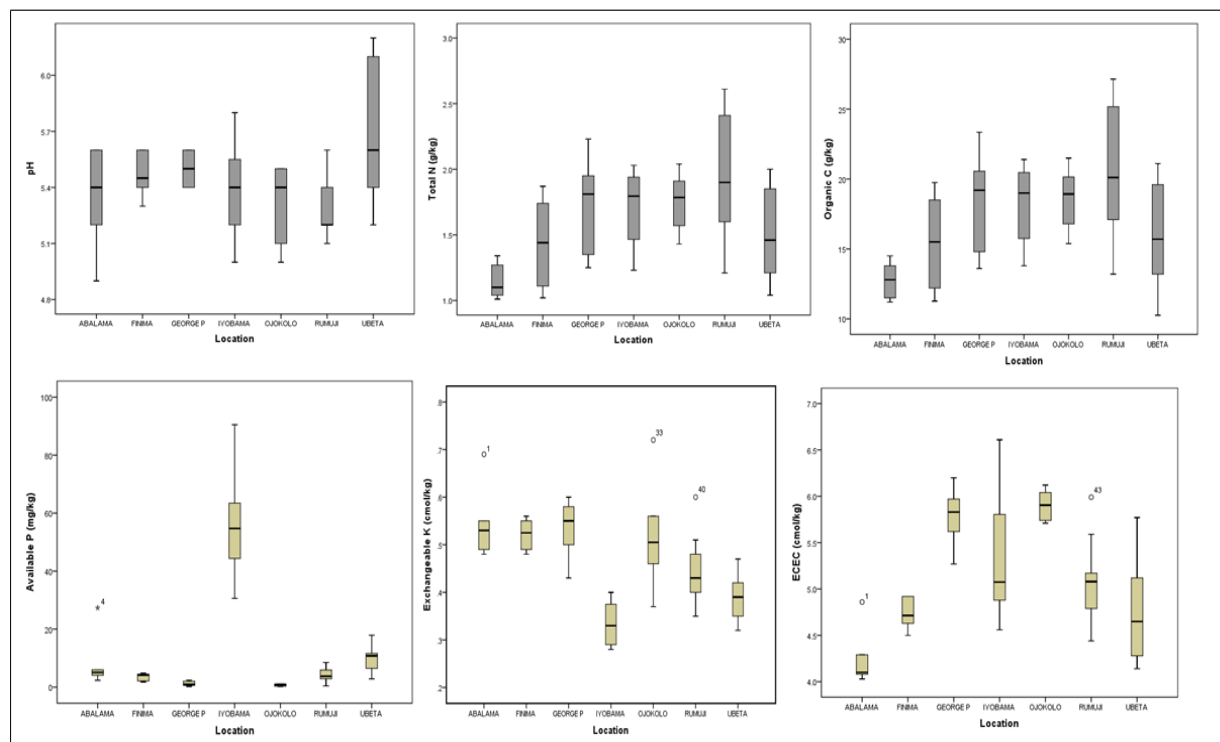 pH
6.0
5.7
5.4
5.1
4.8
ABALAMA FINIMA GEORGE P IYOBAMA OJOKOLO RUMUJI UBETA
Location
Total N (g/kg)
3.0
2.5
2.0
1.5
1.0
ABALAMA FINIMA GEORGE P IYOBAMA OJOKOLO RUMUJI UBETA
Location
Organic C (g/kg)
30
25
20
15
10
ABALAMA FINIMA GEORGE P IYOBAMA OJOKOLO RUMUJI UBETA
Location
Available P (mg/kg)
100
80
60
40
20
0
4
ABALAMA FINIMA GEORGE P IYOBAMA OJOKOLO RUMUJI UBETA
Location
Exchangeable K (cmol/kg)
.8
.7
.6
.5
.4
.3
.2
1
33
40
ABALAMA FINIMA GEORGE P IYOBAMA OJOKOLO RUMUJI UBETA
Location
ECEC (cmol/kg)
7.0
6.5
6.0
5.5
5.0
4.5
4.0
1
43
ABALAMA FINIMA GEORGE P IYOBAMA OJOKOLO RUMUJI UBETA
Location